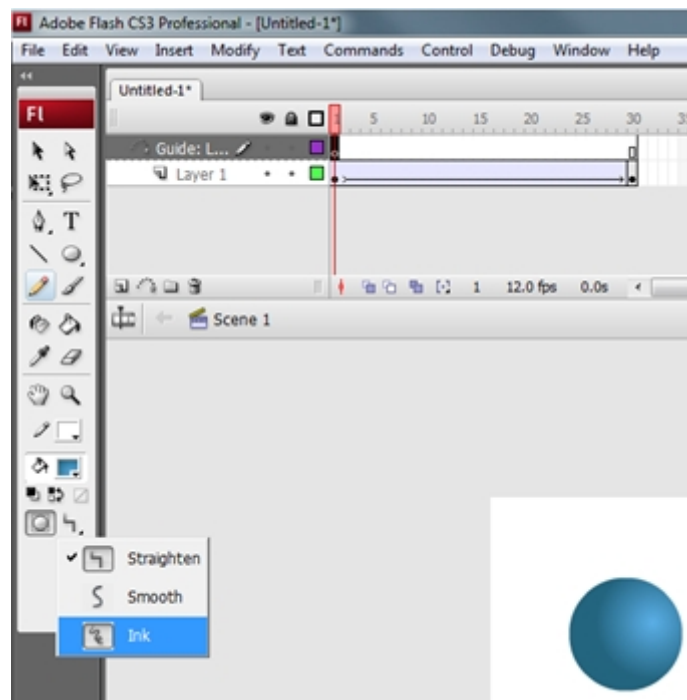 Fl Adobe Flash CS3 Professional - [Untitled-1*]
File Edit View Insert Modify Text Commands Control Debug Window Help
Untitled-1*
Fl
5 10 15 20 25 30
Guide: L...
Layer 1
T
1 12.0 fps 0.0s
Scene 1
Straighten
Smooth
Ink